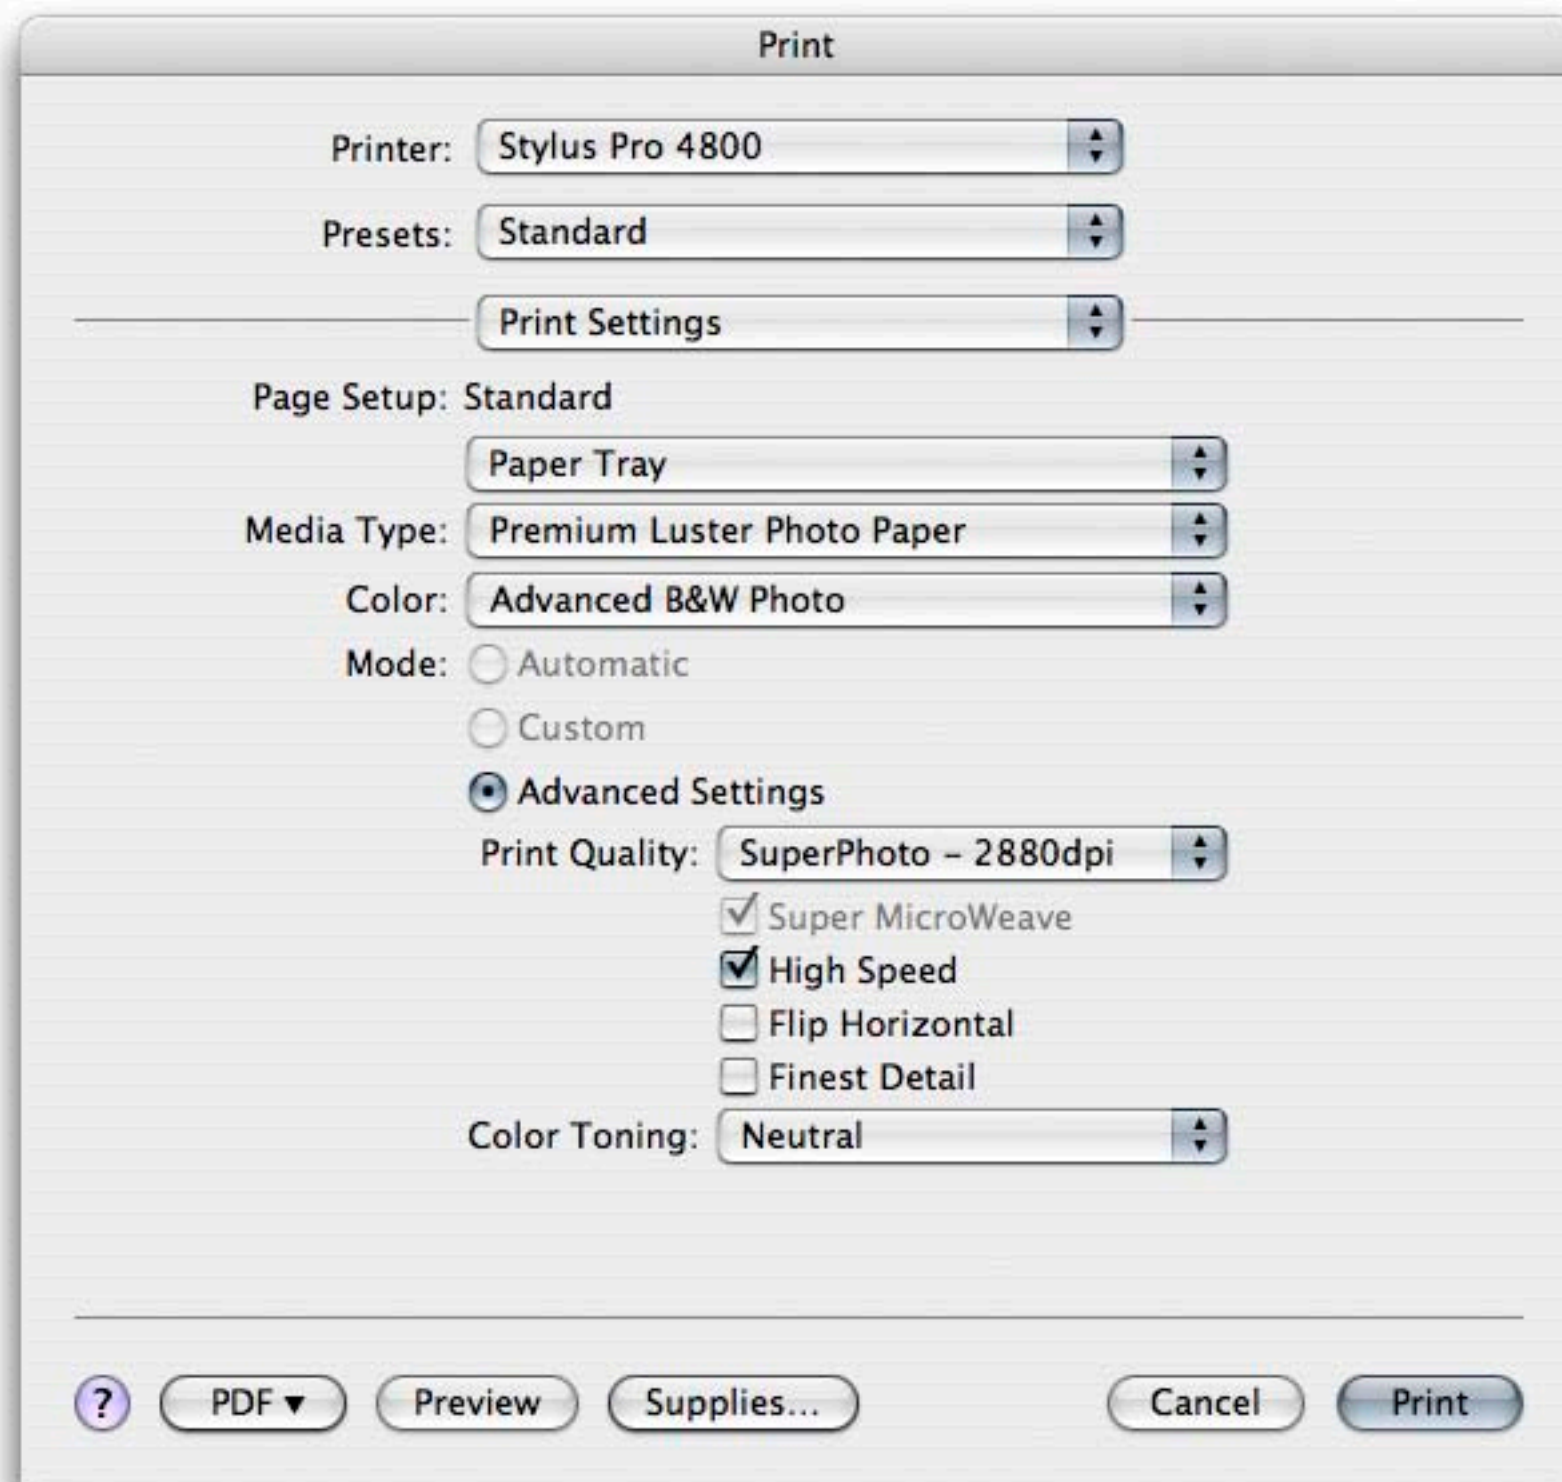 Print
Printer: Stylus Pro 4800
Presets: Standard
Print Settings
Page Setup: Standard
Paper Tray
Media Type: Premium Luster Photo Paper
Color: Advanced B&W Photo
Mode: Automatic
Custom
Advanced Settings
Print Quality: SuperPhoto – 2880dpi
Super MicroWeave
High Speed
Flip Horizontal
Finest Detail
Color Toning: Neutral
? PDF Preview Supplies... Cancel Print